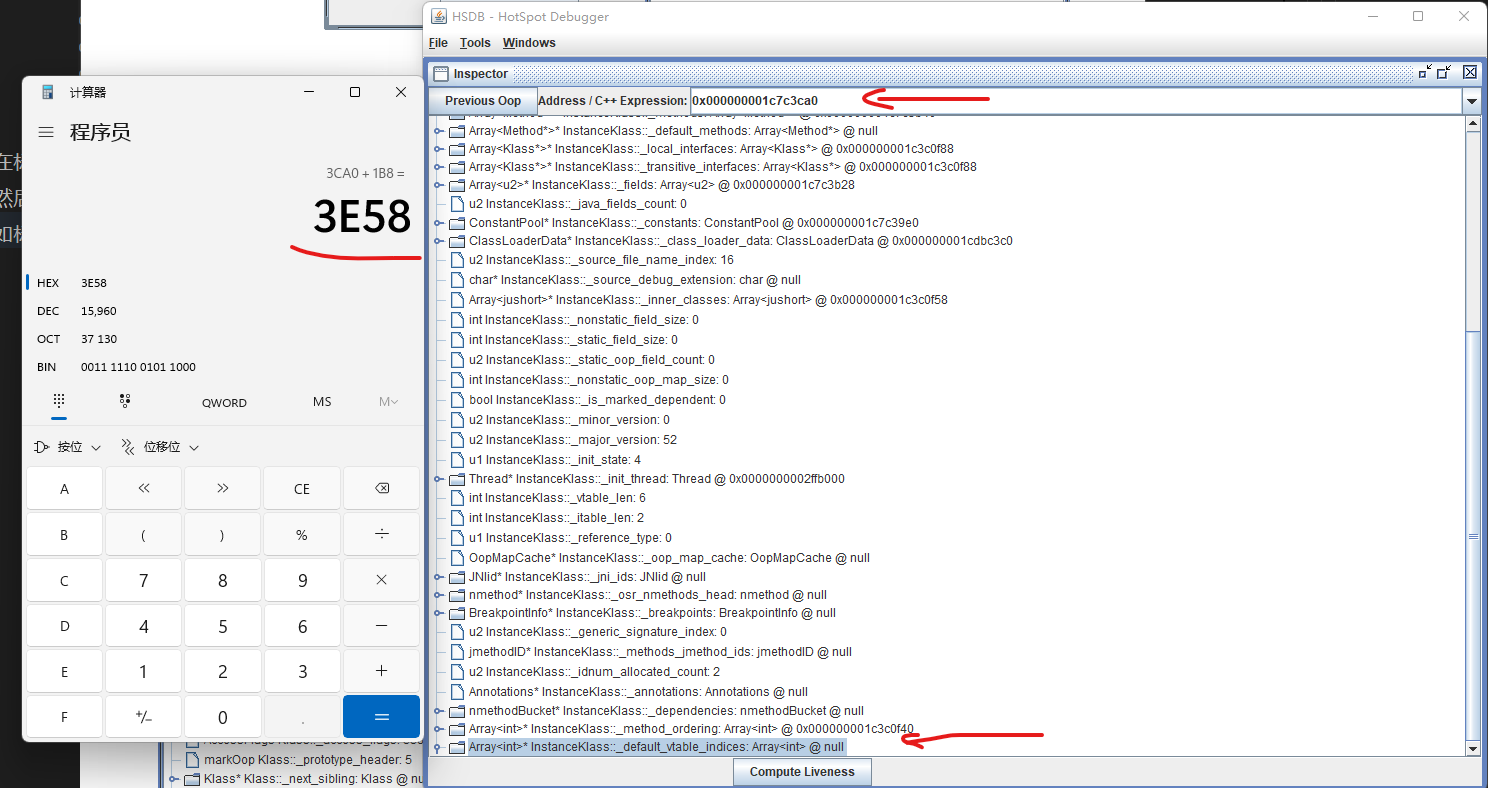 HSDB - HotSpot Debugger
File Tools Windows
Inspector
Previous Oop Address / C++ Expression: 0x000000001c7c3ca0
Array<Method*>* InstanceKlass::_default_methods: Array<Method*> @ null
Array<Klass*>* InstanceKlass::_local_interfaces: Array<Klass*> @ 0x000000001c3c0f88
Array<Klass*>* InstanceKlass::_transitive_interfaces: Array<Klass*> @ 0x000000001c3c0f88
Array<u2>* InstanceKlass::_fields: Array<u2> @ 0x000000001c7c3b28
u2 InstanceKlass::_java_fields_count: 0
ConstantPool* InstanceKlass::_constants: ConstantPool @ 0x000000001c7c39e0
ClassLoaderData* InstanceKlass::_class_loader_data: ClassLoaderData @ 0x000000001cdbc3c0
u2 InstanceKlass::_source_file_name_index: 16
char* InstanceKlass::_source_debug_extension: char @ null
Array<jushort>* InstanceKlass::_inner_classes: Array<jushort> @ 0x000000001c3c0f58
int InstanceKlass::_nonstatic_field_size: 0
int InstanceKlass::_static_field_size: 0
u2 InstanceKlass::_static_oop_field_count: 0
int InstanceKlass::_nonstatic_oop_map_size: 0
bool InstanceKlass::_is_marked_dependent: 0
u2 InstanceKlass::_minor_version: 0
u2 InstanceKlass::_major_version: 52
u1 InstanceKlass::_init_state: 4
Thread* InstanceKlass::_init_thread: Thread @ 0x0000000002ffb000
int InstanceKlass::_vtable_len: 6
int InstanceKlass::_itable_len: 2
u1 InstanceKlass::_reference_type: 0
OopMapCache* InstanceKlass::_oop_map_cache: OopMapCache @ null
JNIid* InstanceKlass::_jni_ids: JNIid @ null
nmethod* InstanceKlass::_osr_nmethods_head: nmethod @ null
BreakpointInfo* InstanceKlass::_breakpoints: BreakpointInfo @ null
u2 InstanceKlass::_generic_signature_index: 0
jmethodID* InstanceKlass::_methods_jmethod_ids: jmethodID @ null
u2 InstanceKlass::_idnum_allocated_count: 2
Annotations* InstanceKlass::_annotations: Annotations @ null
nmethodBucket* InstanceKlass::_dependencies: nmethodBucket @ null
Array<int>* InstanceKlass::_method_ordering: Array<int> @ 0x000000001c3c0f40
Array<int>* InstanceKlass::_default_vtable_indices: Array<int> @ null
Compute Liveness
计算器
程序员
3CA0 + 1B8 =
3E58
HEX 3E58
DEC 15,960
OCT 37 130
BIN 0011 1110 0101 1000
QWORD MS M
按位 位移位
A « » CE
B ( ) % ÷
C 7 8 9 ×
D 4 5 6 −
E 1 2 3 +
F +/− 0 . =
markOop Klass::_prototype_header: 5
Klass* Klass::_next_sibling: Klass @